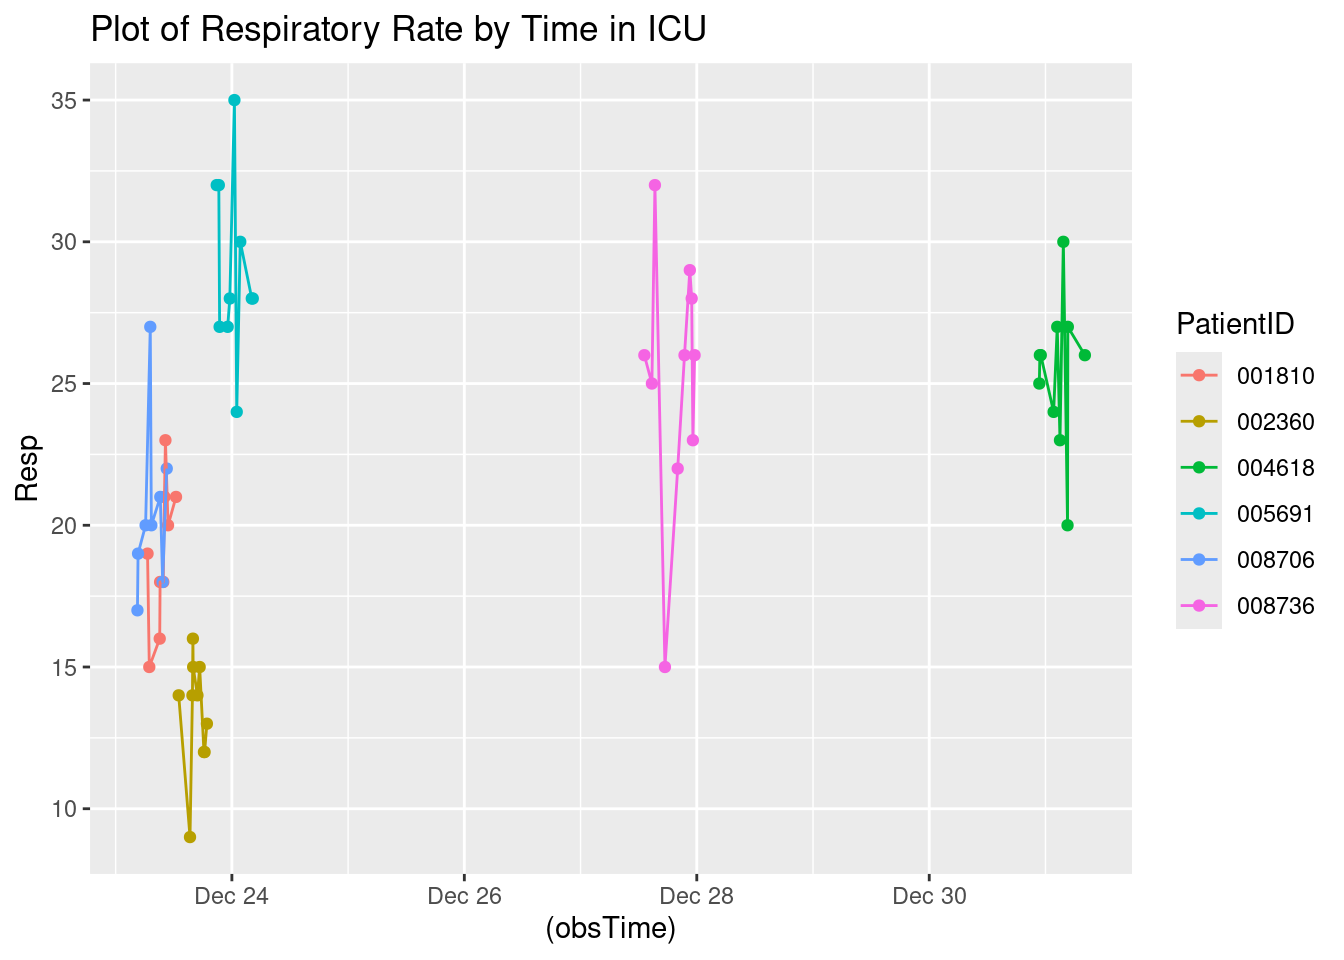 Plot of Respiratory Rate by Time in ICU
35
30
25
20
15
10
Resp
Dec 24
Dec 26
Dec 28
Dec 30
(obsTime)
PatientID
001810
002360
004618
005691
008706
008736